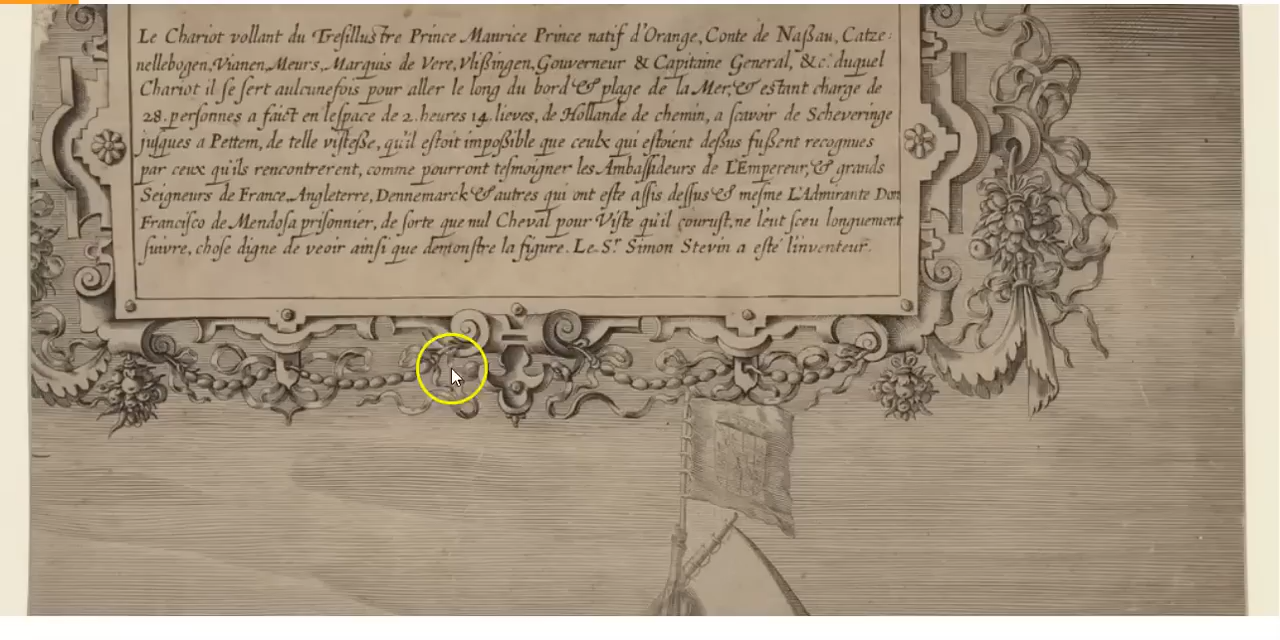 Le Chariot vollant du Tresillustre Prince Maurice Prince natif d'Orange, Conte de Naßau, Catze:
nellebogen, Vianen, Meurs, Marquis de Vere, Vlißingen, Gouverneur & Capitaine General, &c. duquel
Chariot il se sert aulcunefois pour aller le long du bord & plage de la Mer, & estant charge de
28. personnes a faict en lespace de 2. heures 14. lieves, de Hollande de chemin, a scavoir de Scheveringe
jusques a Pettem, de telle vistesse, qu'il estoit impoßible que ceulx qui estoient deßus fussent recognues
par ceux qu'ils rencontrerent, comme pourront tesmoigner les Ambassideurs de L'Empereur, & grands
Seigneurs de France, Angleterre, Dennemarck & autres qui ont este assis dessus & mesme L'Admirante Don
Francisco de Mendosa prisonnier, de sorte que nul Cheval pour Viste qu'il courust, ne l'eut sceu longuement
suivre, chose digne de veoir ainsi que demonstre la figure. Le Sr. Simon Stevin a esté l'inventeur.